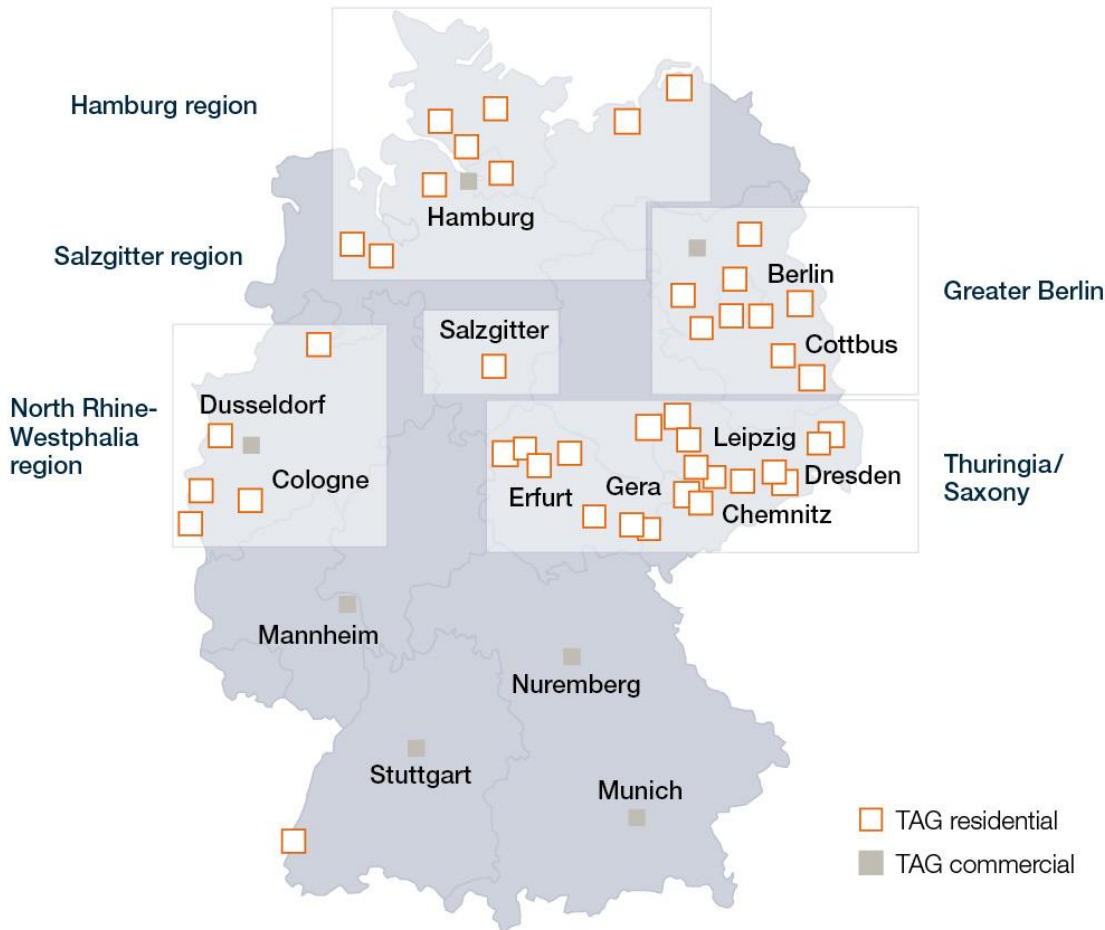 Hamburg region
Hamburg
Salzgitter region
Berlin
Greater Berlin
Salzgitter
Cottbus
North Rhine-
Westphalia
region
Dusseldorf
Cologne
Leipzig
Dresden
Thuringia/
Saxony
Erfurt
Gera
Chemnitz
Mannheim
Nuremberg
Stuttgart
Munich
TAG residential
TAG commercial